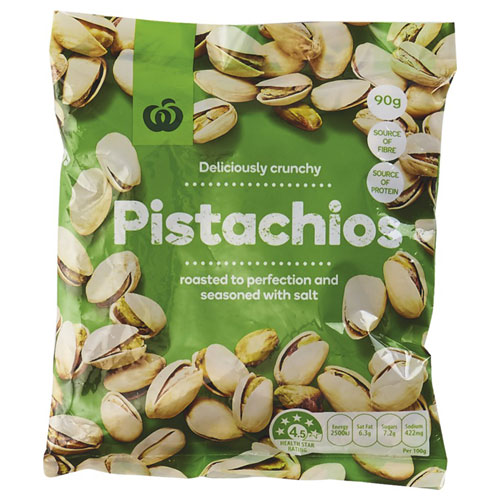 90g
SOURCE
OF
FIBRE
SOURCE
OF
PROTEIN
Deliciously crunchy
Pistachios
roasted to perfection and
seasoned with salt
4.5
HEALTH STAR
RATING
Energy
2500kJ
Sat Fat
6.3g
Sugars
7.2g
Sodium
422mg
Per 100g